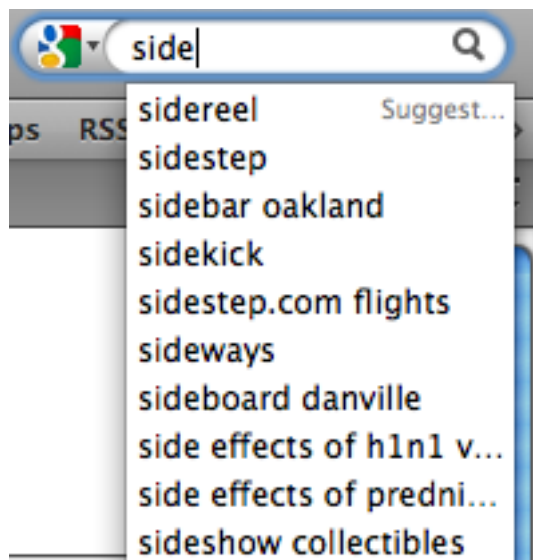 side
sidereel Suggest...
ps RSS
sidestep
sidebar oakland
sidekick
sidestep.com flights
sideways
sideboard danville
side effects of h1n1 v...
side effects of predni...
sideshow collectibles